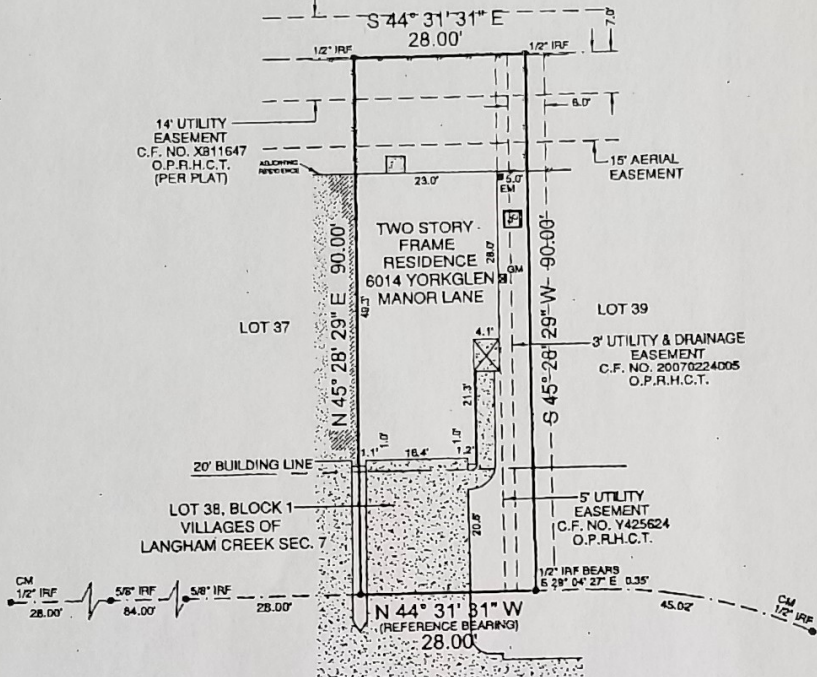 S 44° 31' 31" E
28.00'
7.0'
1/2" IRF
1/2" IRF
6.0'
14' UTILITY
EASEMENT
C.F. NO. X811647
O.P.R.H.C.T.
(PER PLAT)
ADJOINING
RESIDENCE
15' AERIAL
EASEMENT
23.0'
5.0'
EM
TWO STORY
FRAME
RESIDENCE
6014 YORKGLEN
MANOR LANE
28.0'
GM
N 45° 28' 29" E 90.00'
49.3'
S 45° 28' 29" W 90.00'
LOT 37
LOT 39
4.1'
3' UTILITY & DRAINAGE
EASEMENT
C.F. NO. 20070224005
O.P.R.H.C.T.
21.3'
1.1'
1.0'
16.4'
1.0'
1.2'
20' BUILDING LINE
LOT 38, BLOCK 1
VILLAGES OF
LANGHAM CREEK SEC. 7
20.8'
5' UTILITY
EASEMENT
C.F. NO. Y425624
O.P.R.H.C.T.
1/2" IRF BEARS
S 29° 04' 27" E 0.35'
CM
1/2" IRF
5/8" IRF
5/8" IRF
28.00'
84.00'
28.00'
N 44° 31' 31" W
(REFERENCE BEARING)
28.00'
45.02'
CM
1/2" IRF